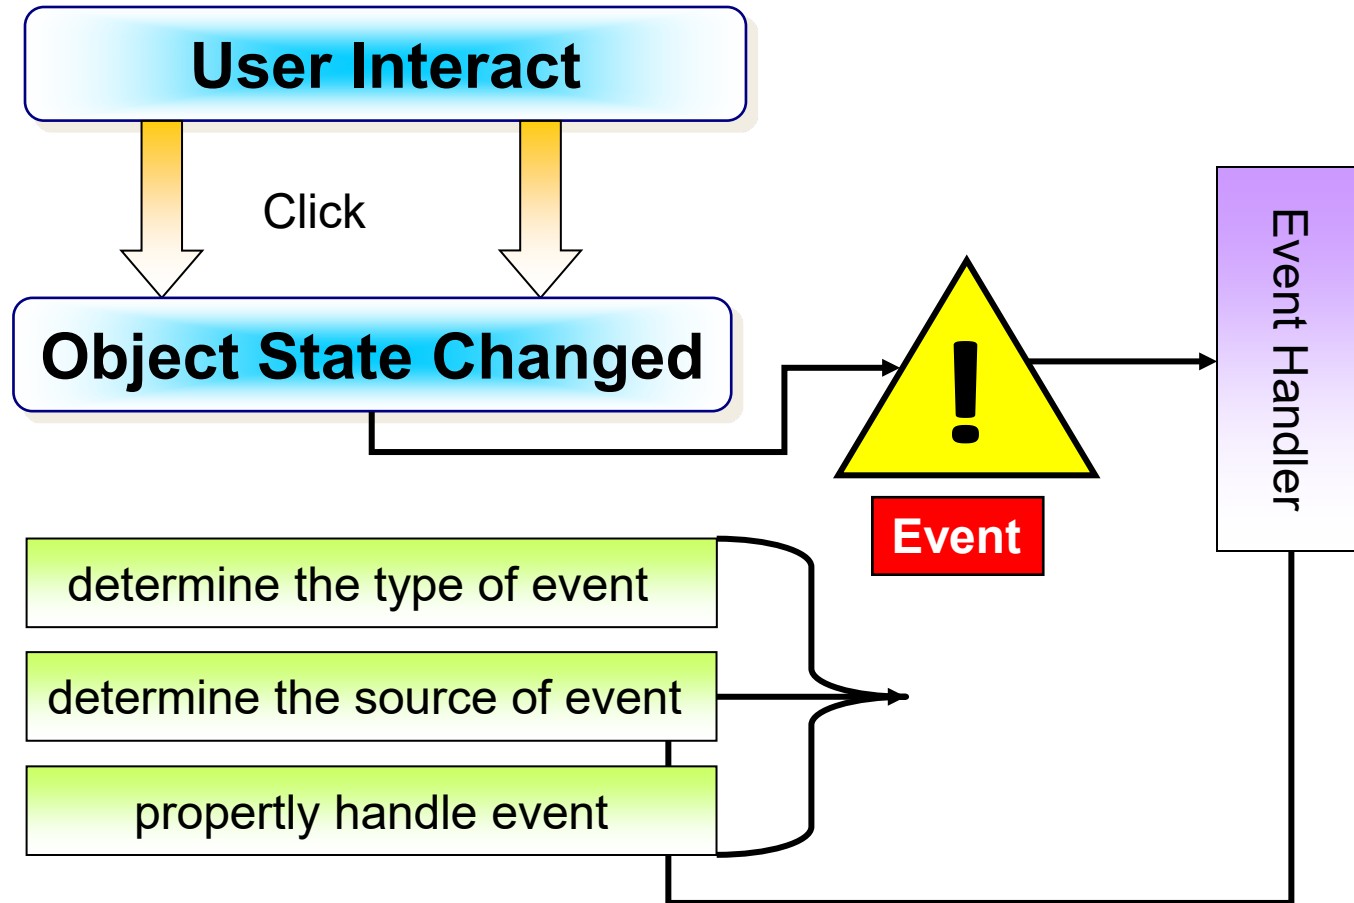 User Interact
Click
Object State Changed
!
Event
Event Handler
determine the type of event
determine the source of event
propertly handle event